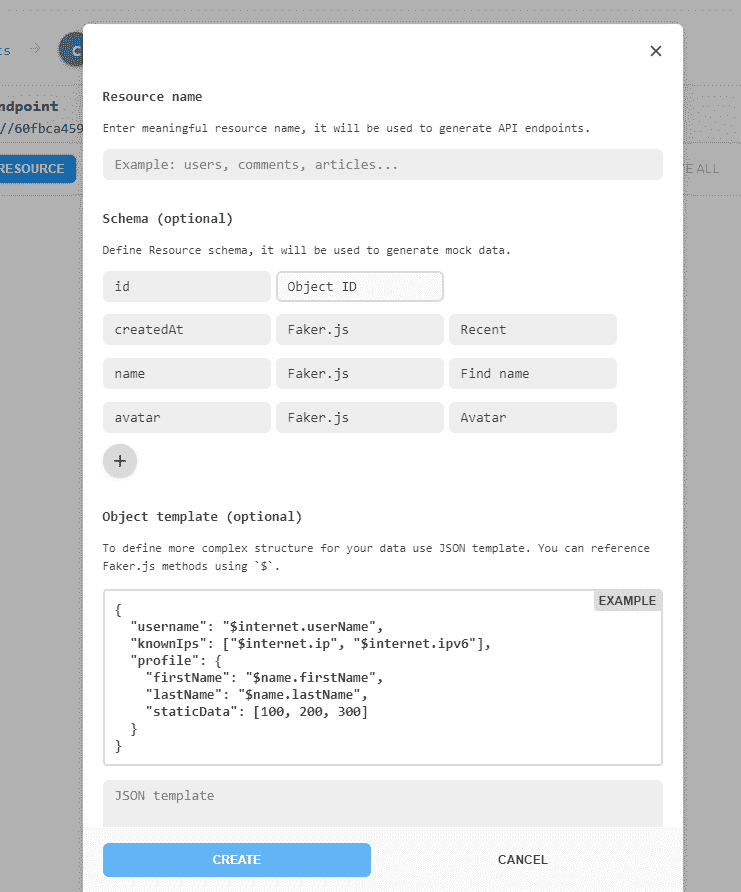 ts → C
ndpoint
//60fbca459
RESOURCE
E ALL
×
Resource name
Enter meaningful resource name, it will be used to generate API endpoints.
Example: users, comments, articles...
Schema (optional)
Define Resource schema, it will be used to generate mock data.
id Object ID
createdAt Faker.js Recent
name Faker.js Find name
avatar Faker.js Avatar
+
Object template (optional)
To define more complex structure for your data use JSON template. You can reference
Faker.js methods using `$`.
EXAMPLE
{
  "username": "$internet.userName",
  "knownIps": ["$internet.ip", "$internet.ipv6"],
  "profile": {
    "firstName": "$name.firstName",
    "lastName": "$name.lastName",
    "staticData": [100, 200, 300]
  }
}
JSON template
CREATE CANCEL